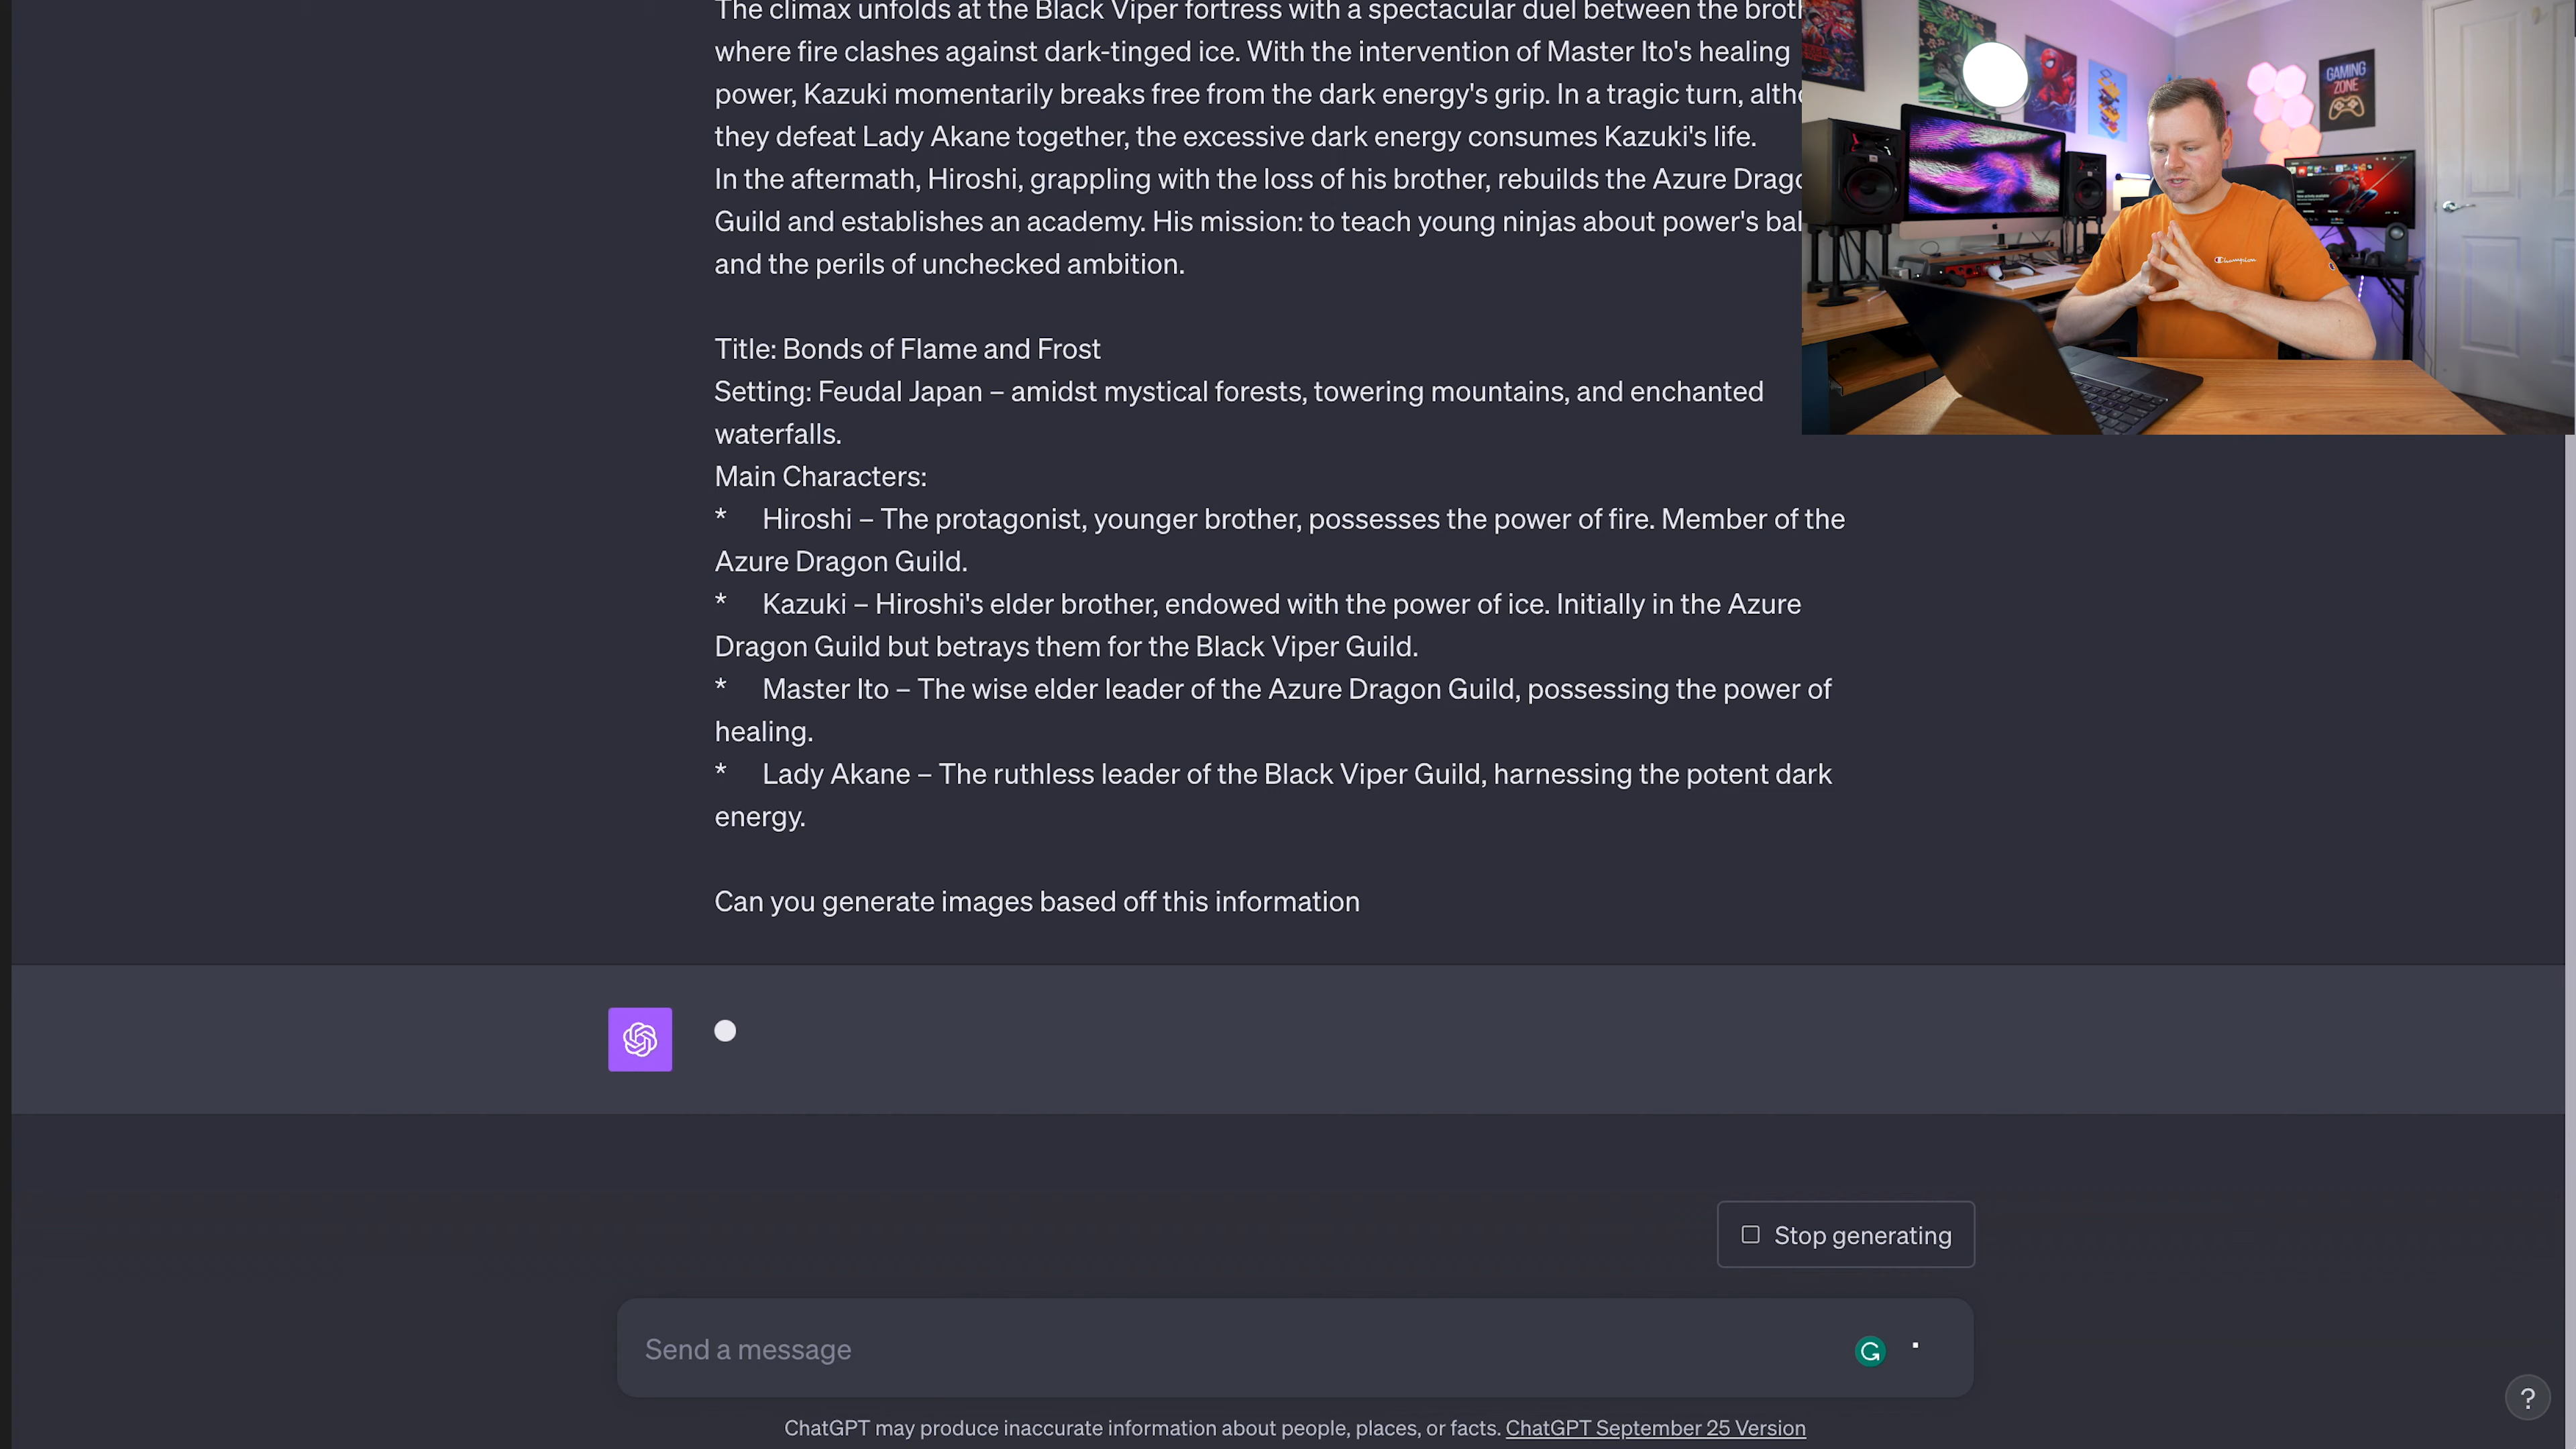 The climax unfolds at the Black Viper fortress with a spectacular duel between the
where fire clashes against dark-tinged ice. With the intervention of Master Ito's healing
power, Kazuki momentarily breaks free from the dark energy's grip. In a tragic turn,
they defeat Lady Akane together, the excessive dark energy consumes Kazuki's life.
In the aftermath, Hiroshi, grappling with the loss of his brother, rebuilds the Azure
Guild and establishes an academy. His mission: to teach young ninjas about power's
and the perils of unchecked ambition.
Title: Bonds of Flame and Frost
Setting: Feudal Japan – amidst mystical forests, towering mountains, and enchanted
waterfalls.
Main Characters:
* Hiroshi – The protagonist, younger brother, possesses the power of fire. Member of the
Azure Dragon Guild.
* Kazuki – Hiroshi's elder brother, endowed with the power of ice. Initially in the Azure
Dragon Guild but betrays them for the Black Viper Guild.
* Master Ito – The wise elder leader of the Azure Dragon Guild, possessing the power of
healing.
* Lady Akane – The ruthless leader of the Black Viper Guild, harnessing the potent dark
energy.
Can you generate images based off this information
Stop generating
Send a message
ChatGPT may produce inaccurate information about people, places, or facts. ChatGPT September 25 Version
?
GAMING
ZONE
Champion